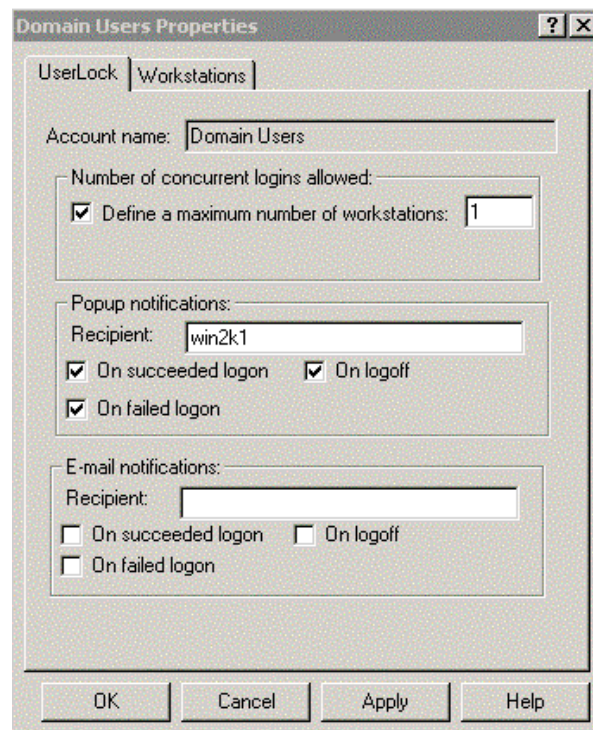 Domain Users Properties
UserLock Workstations
Account name: Domain Users
Number of concurrent logins allowed:
Define a maximum number of workstations: 1
Popup notifications:
Recipient: win2k1
On succeeded logon On logoff
On failed logon
E-mail notifications:
Recipient:
On succeeded logon On logoff
On failed logon
OK Cancel Apply Help